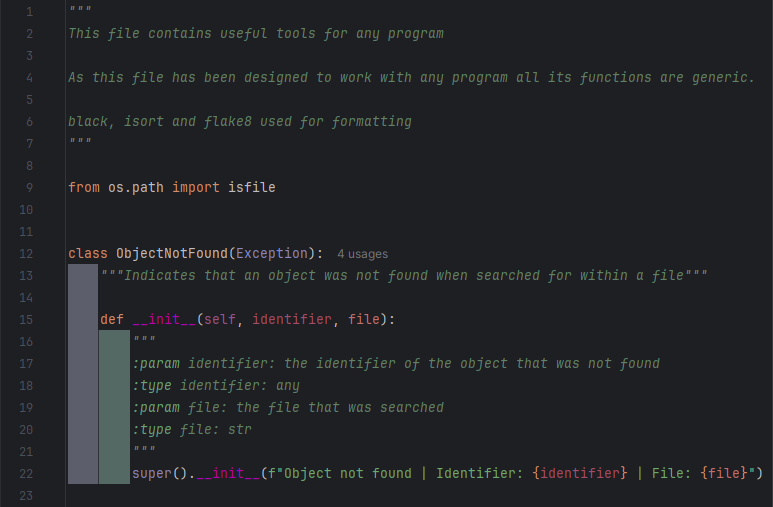 1 """
2 This file contains useful tools for any program
3
4 As this file has been designed to work with any program all its functions are generic.
5
6 black, isort and flake8 used for formatting
7 """
8
9 from os.path import isfile
10
11
12 class ObjectNotFound(Exception): 4 usages
13 """Indicates that an object was not found when searched for within a file"""
14
15 def __init__(self, identifier, file):
16 """
17 :param identifier: the identifier of the object that was not found
18 :type identifier: any
19 :param file: the file that was searched
20 :type file: str
21 """
22 super().__init__(f"Object not found | Identifier: {identifier} | File: {file}")
23